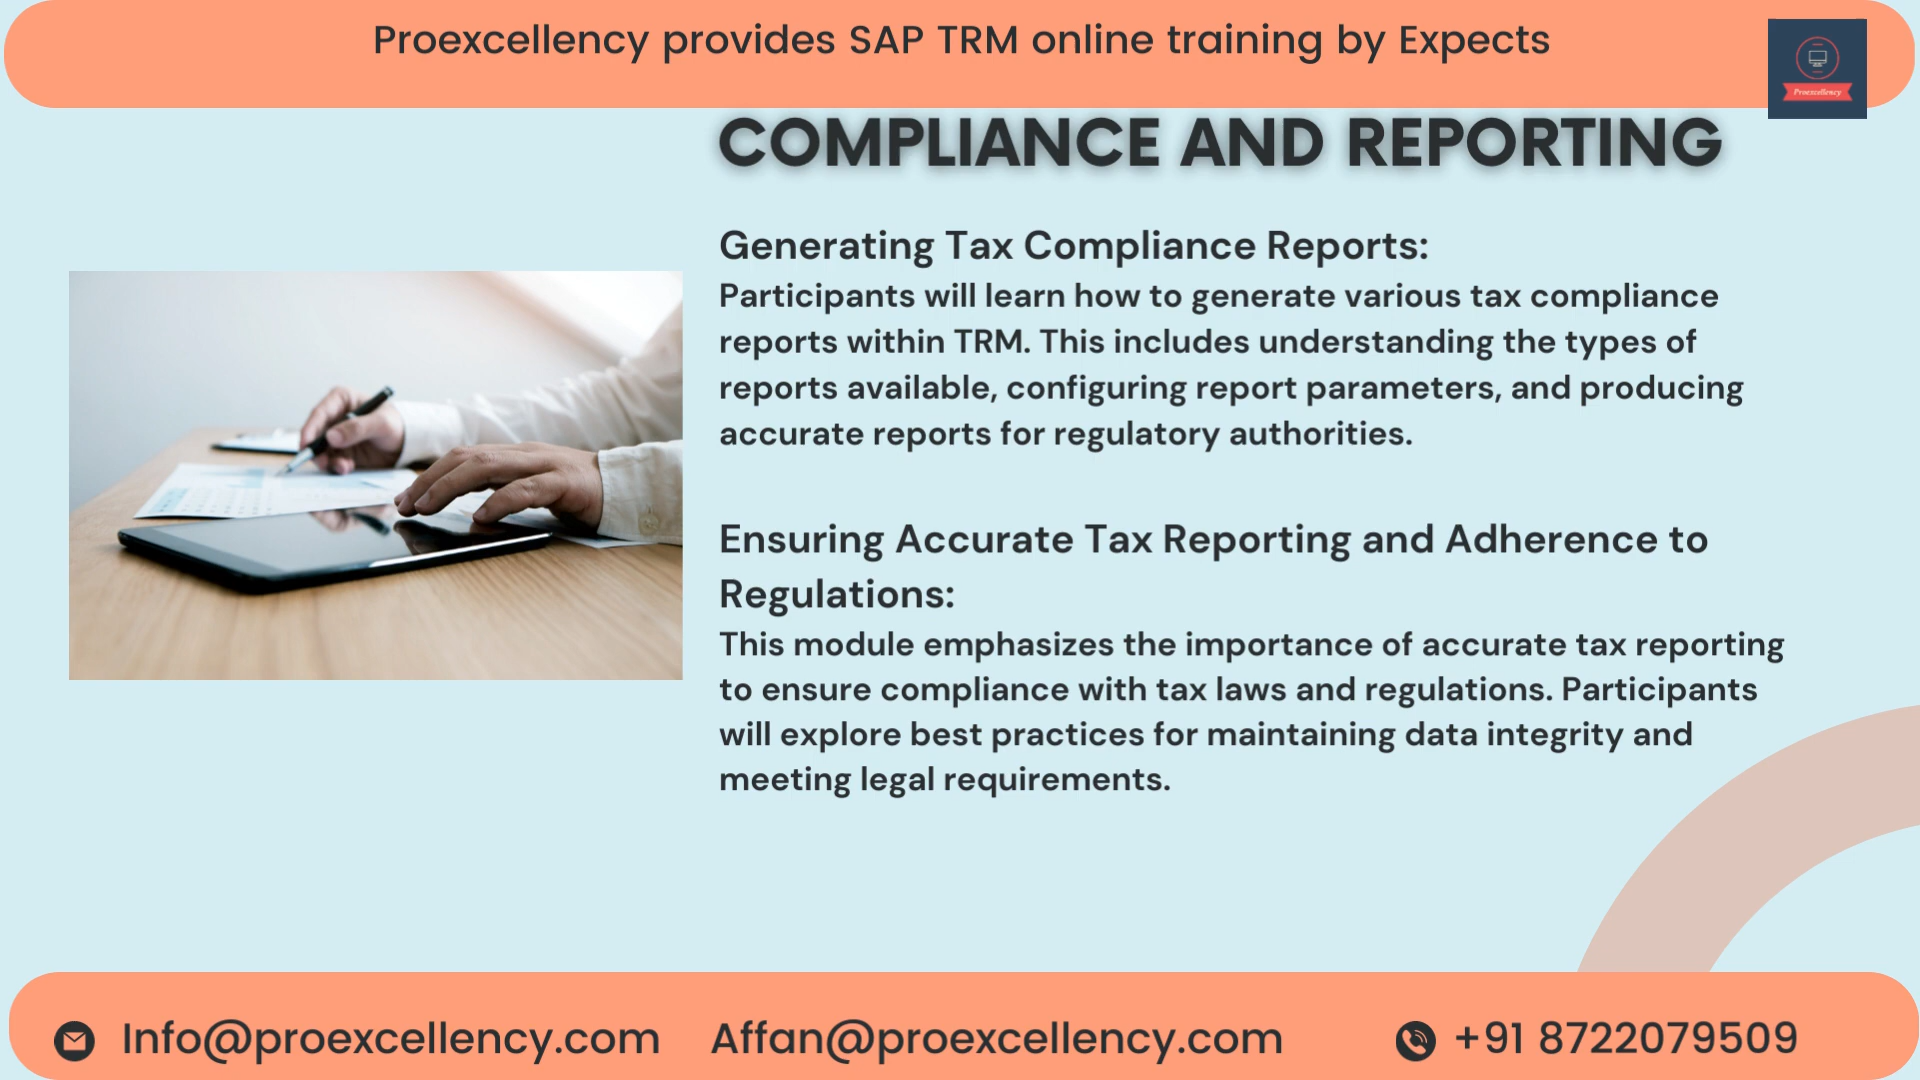 Proexcellency provides SAP TRM online training by Expects
Proexcellency
COMPLIANCE AND REPORTING
Generating Tax Compliance Reports:
Participants will learn how to generate various tax compliance
reports within TRM. This includes understanding the types of
reports available, configuring report parameters, and producing
accurate reports for regulatory authorities.
Ensuring Accurate Tax Reporting and Adherence to
Regulations:
This module emphasizes the importance of accurate tax reporting
to ensure compliance with tax laws and regulations. Participants
will explore best practices for maintaining data integrity and
meeting legal requirements.
Info@proexcellency.com Affan@proexcellency.com +91 8722079509